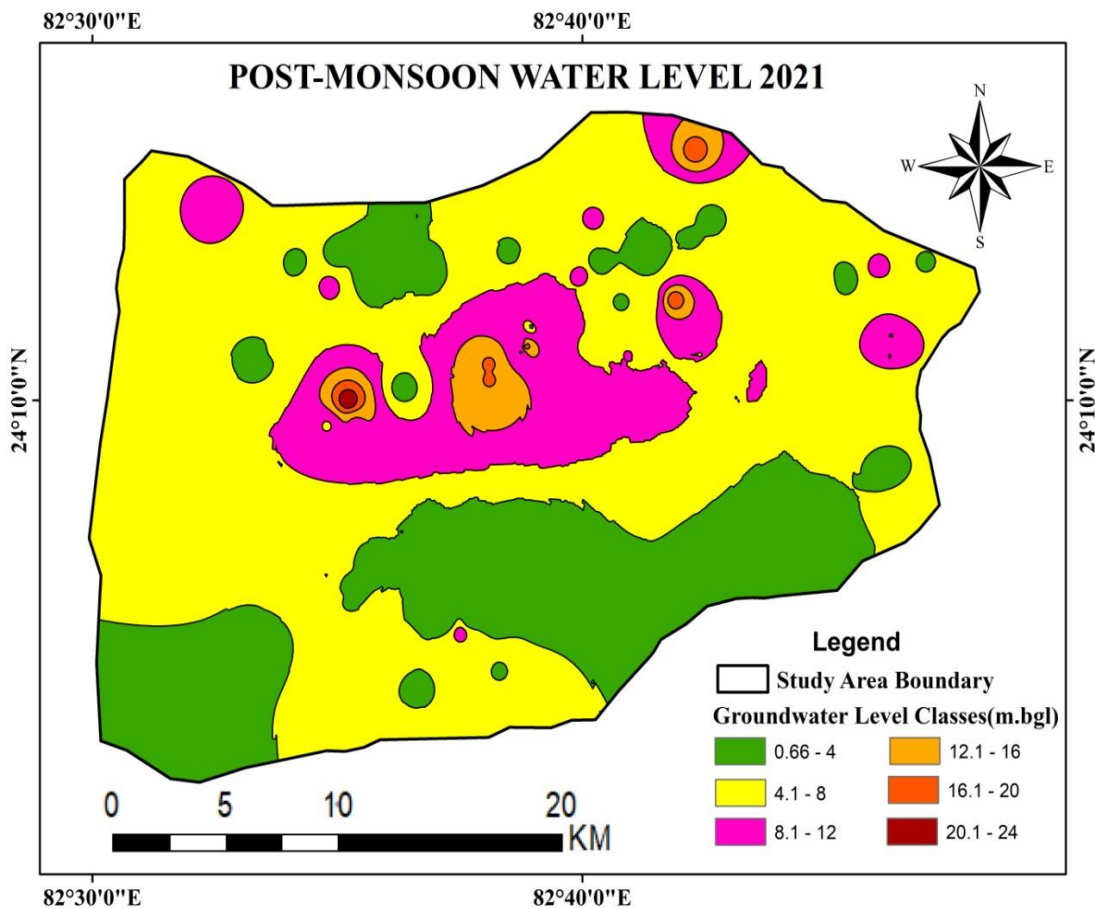 82°30'0"E 82°40'0"E
POST-MONSOON WATER LEVEL 2021
N
W E
S
24°10'0"N 24°10'0"N
Legend
Study Area Boundary
Groundwater Level Classes(m.bgl)
0.66 - 4 12.1 - 16
4.1 - 8 16.1 - 20
8.1 - 12 20.1 - 24
0 5 10 20
KM
82°30'0"E 82°40'0"E